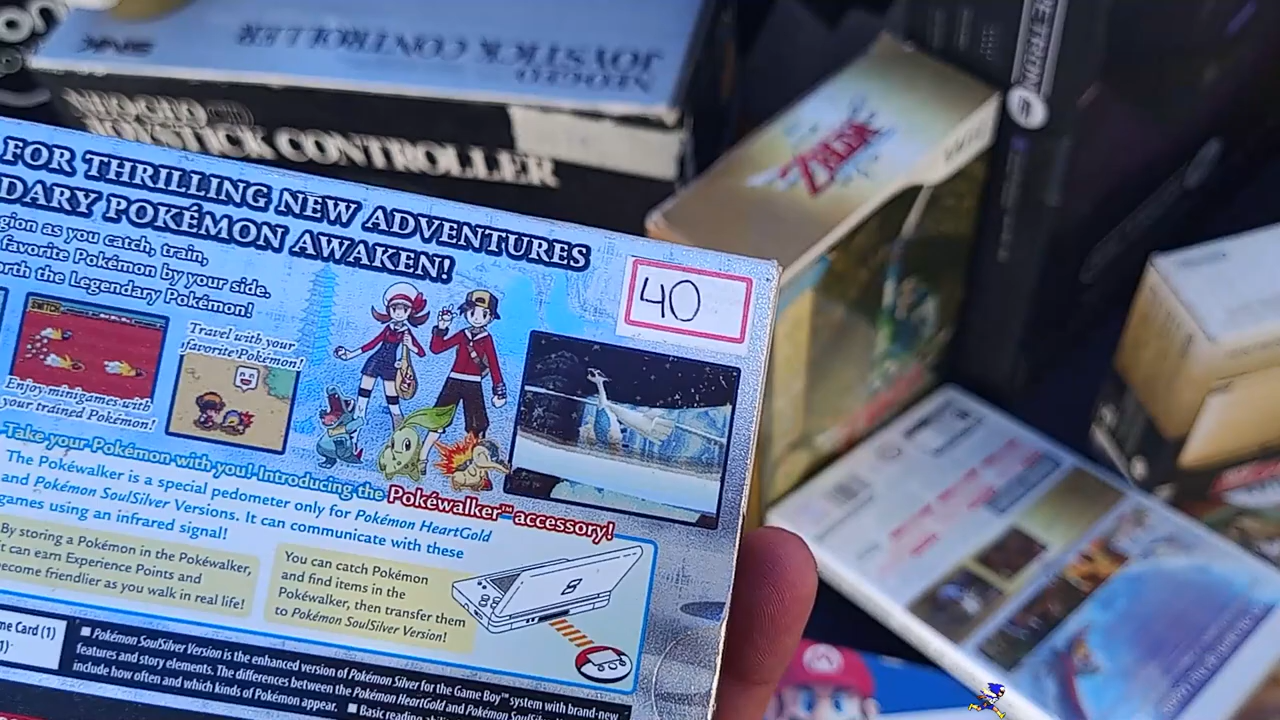 JOYSTICK CONTROLLER
SNK
NEO·GEO
JOYSTICK CONTROLLER
ZELDA
FOR THRILLING NEW ADVENTURES
DARY POKÉMON AWAKEN!
gion as you catch, train,
favorite Pokémon by your side.
orth the Legendary Pokémon!
40
SWITCH
Enjoy minigames with
your trained Pokémon!
Travel with your
favorite Pokémon!
Take your Pokémon with you! Introducing the Pokéwalker™ accessory!
The Pokéwalker is a special pedometer only for Pokémon HeartGold
and Pokémon SoulSilver Versions. It can communicate with these
games using an infrared signal!
By storing a Pokémon in the Pokéwalker,
it can earn Experience Points and
become friendlier as you walk in real life!
You can catch Pokémon
and find items in the
Pokéwalker, then transfer them
to Pokémon SoulSilver Version!
me Card (1)
■ Pokémon SoulSilver Version is the enhanced version of Pokémon Silver for the Game Boy™ system with brand-new
features and story elements. The differences between the Pokémon HeartGold and Pokémon SoulSilver
include how often and which kinds of Pokémon appear.
■ Basic reading